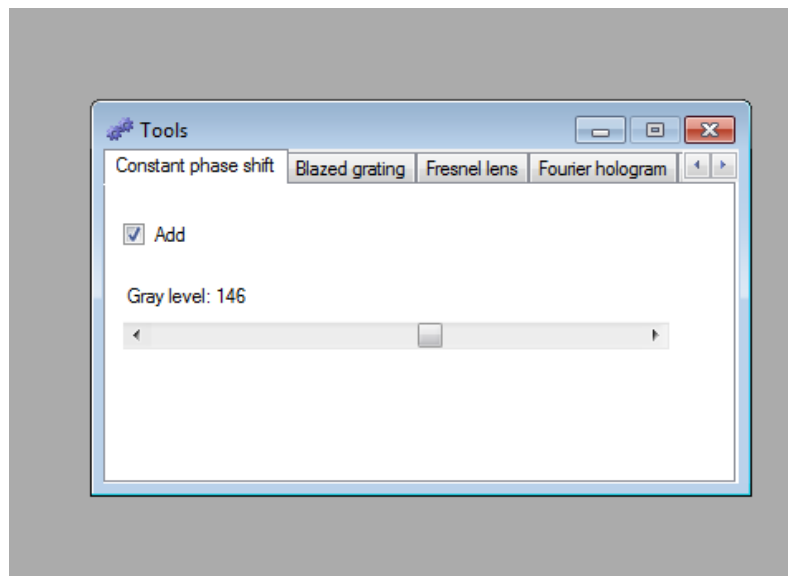 Tools
Constant phase shift Blazed grating Fresnel lens Fourier hologram
Add
Gray level: 146